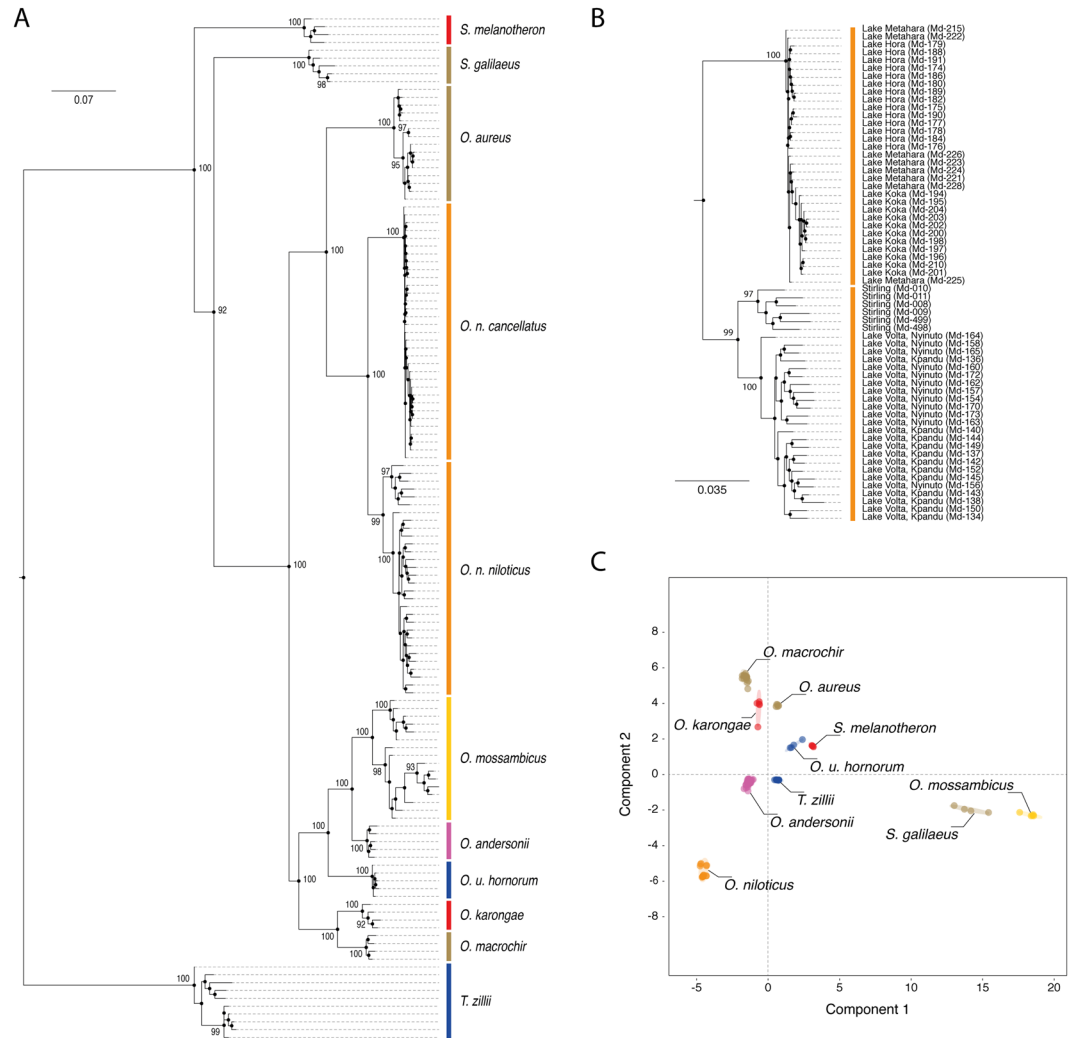 A
0.07
100
S. melanotheron
100
98
S. galilaeus
100
97
95
O. aureus
100
100
92
100
100
O. n. cancellatus
100
97
99
100
O. n. niloticus
100
100
98
93
O. mossambicus
100
100
100
O. andersonii
100
O. u. hornorum
100
100
92
O. karongae
100
100
O. macrochir
100
99
T. zillii
B
100
97
99
100
0.035
Lake Metahara (Md-215)
Lake Metahara (Md-222)
Lake Hora (Md-179)
Lake Hora (Md-188)
Lake Hora (Md-191)
Lake Hora (Md-174)
Lake Hora (Md-186)
Lake Hora (Md-180)
Lake Hora (Md-189)
Lake Hora (Md-182)
Lake Hora (Md-175)
Lake Hora (Md-190)
Lake Hora (Md-177)
Lake Hora (Md-178)
Lake Hora (Md-184)
Lake Hora (Md-176)
Lake Metahara (Md-226)
Lake Metahara (Md-223)
Lake Metahara (Md-224)
Lake Metahara (Md-221)
Lake Metahara (Md-228)
Lake Koka (Md-194)
Lake Koka (Md-195)
Lake Koka (Md-204)
Lake Koka (Md-203)
Lake Koka (Md-202)
Lake Koka (Md-200)
Lake Koka (Md-198)
Lake Koka (Md-197)
Lake Koka (Md-196)
Lake Koka (Md-210)
Lake Koka (Md-201)
Lake Metahara (Md-225)
Stirling (Md-010)
Stirling (Md-011)
Stirling (Md-008)
Stirling (Md-009)
Stirling (Md-499)
Stirling (Md-498)
Lake Volta, Nyinuto (Md-164)
Lake Volta, Nyinuto (Md-158)
Lake Volta, Nyinuto (Md-165)
Lake Volta, Kpandu (Md-136)
Lake Volta, Nyinuto (Md-160)
Lake Volta, Nyinuto (Md-172)
Lake Volta, Nyinuto (Md-162)
Lake Volta, Nyinuto (Md-157)
Lake Volta, Nyinuto (Md-154)
Lake Volta, Nyinuto (Md-170)
Lake Volta, Nyinuto (Md-173)
Lake Volta, Nyinuto (Md-163)
Lake Volta, Kpandu (Md-140)
Lake Volta, Kpandu (Md-144)
Lake Volta, Kpandu (Md-149)
Lake Volta, Kpandu (Md-137)
Lake Volta, Kpandu (Md-142)
Lake Volta, Kpandu (Md-152)
Lake Volta, Kpandu (Md-145)
Lake Volta, Nyinuto (Md-156)
Lake Volta, Kpandu (Md-143)
Lake Volta, Kpandu (Md-138)
Lake Volta, Kpandu (Md-150)
Lake Volta, Kpandu (Md-134)
C
Component 2
8
6
4
2
0
-2
-4
-6
-8
O. macrochir
O. aureus
O. karongae
S. melanotheron
O. u. hornorum
T. zillii
O. mossambicus
O. andersonii
S. galilaeus
O. niloticus
-5
0
5
10
15
20
Component 1